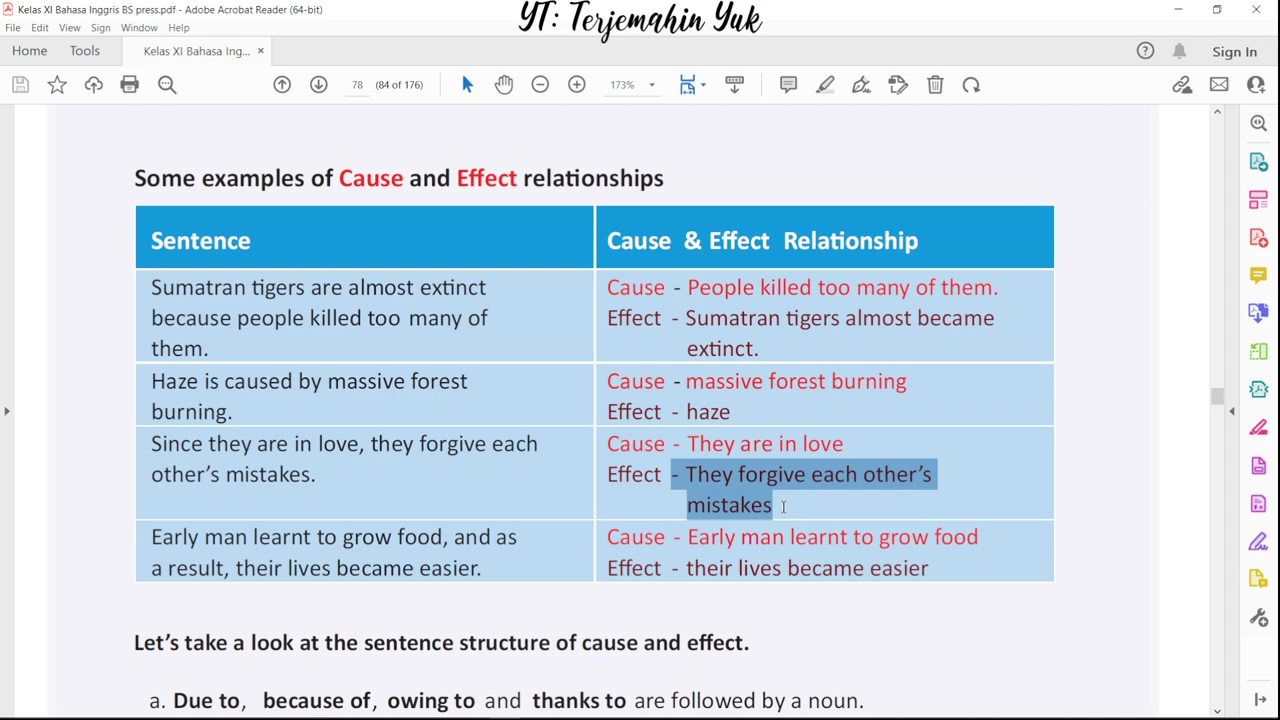 Kelas XI Bahasa Inggris BS press.pdf - Adobe Acrobat Reader (64-bit)
YT: Terjemahin Yuk
File Edit View Sign Window Help
Home Tools Kelas XI Bahasa Ing... × Sign In
78 (84 of 176) 173%
Some examples of Cause and Effect relationships
Sentence
Cause & Effect Relationship
Sumatran tigers are almost extinct
because people killed too many of
them.
Cause - People killed too many of them.
Effect - Sumatran tigers almost became
extinct.
Haze is caused by massive forest
burning.
Cause - massive forest burning
Effect - haze
Since they are in love, they forgive each
other’s mistakes.
Cause - They are in love
Effect - They forgive each other’s
mistakes
Early man learnt to grow food, and as
a result, their lives became easier.
Cause - Early man learnt to grow food
Effect - their lives became easier
Let’s take a look at the sentence structure of cause and effect.
a. Due to, because of, owing to and thanks to are followed by a noun.